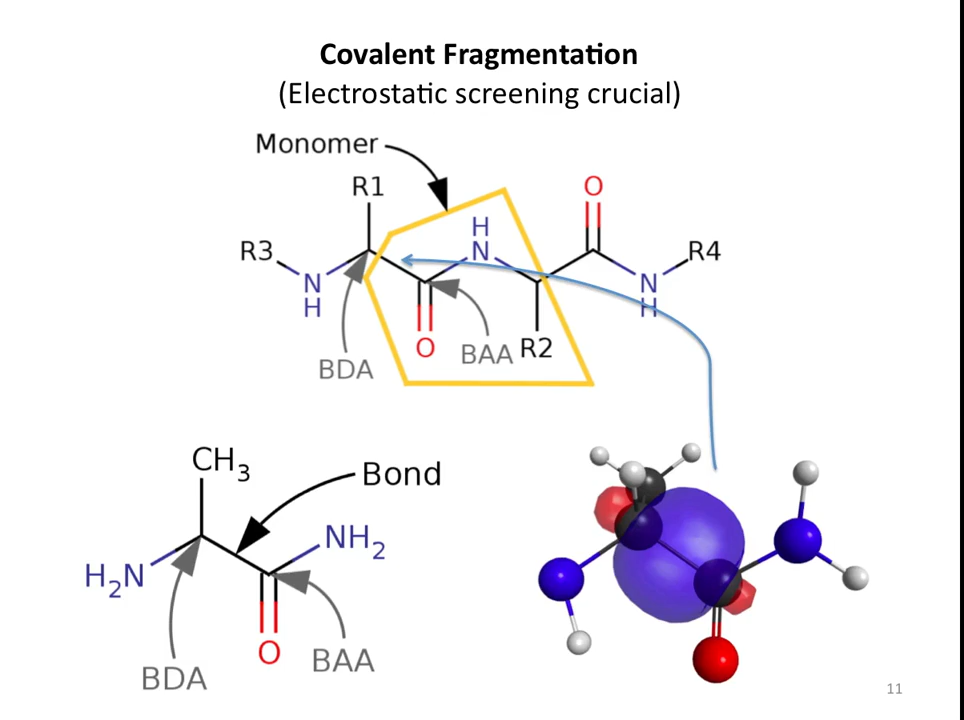 Covalent Fragmentation
(Electrostatic screening crucial)
Monomer
R1
O
H
N
R3
R4
N
H
N
H
O
BAA
R2
BDA
CH3
Bond
NH2
H2N
O
BAA
BDA
11